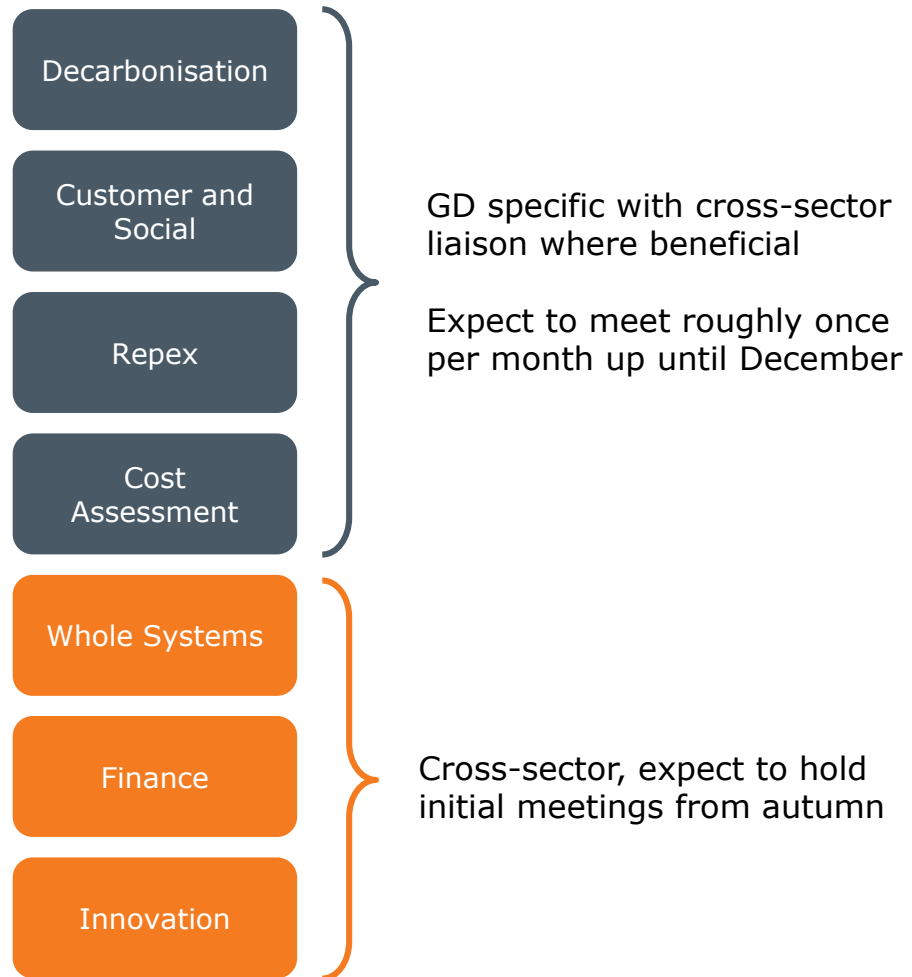 Decarbonisation
Customer and
Social
Repex
Cost
Assessment
GD specific with cross-sector
liaison where beneficial
Expect to meet roughly once
per month up until December
Whole Systems
Finance
Innovation
Cross-sector, expect to hold
initial meetings from autumn